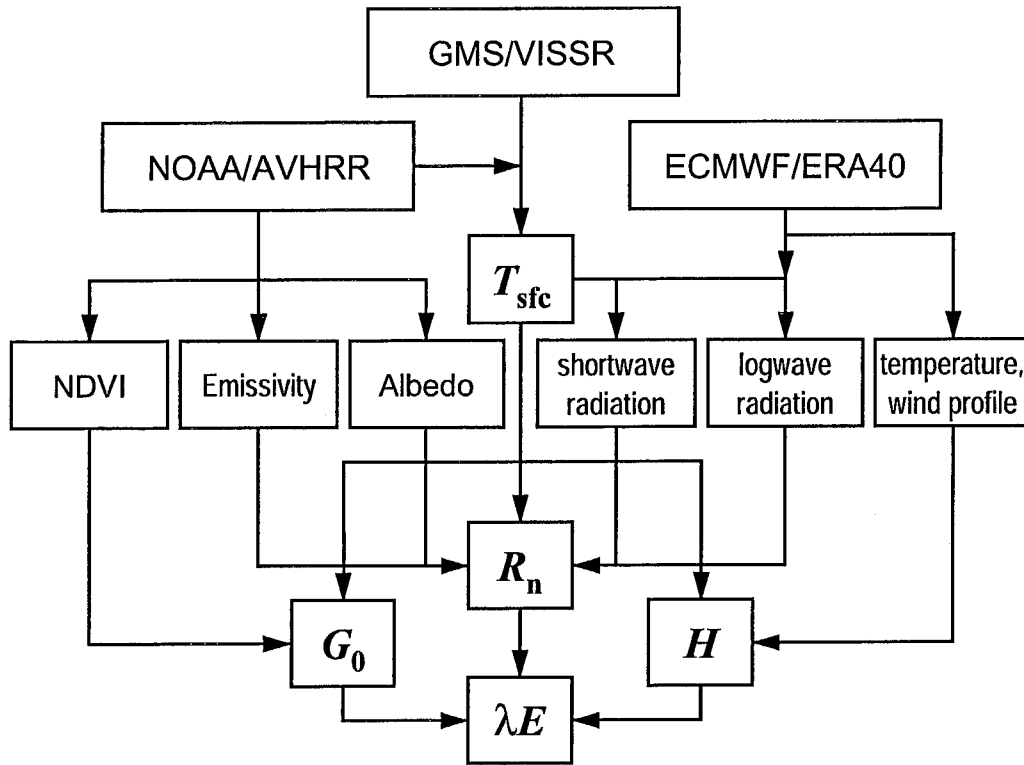 GMS/VISSR
NOAA/AVHRR
ECMWF/ERA40
Tsfc
NDVI
Emissivity
Albedo
shortwave
radiation
logwave
radiation
temperature,
wind profile
Rn
G0
H
λE